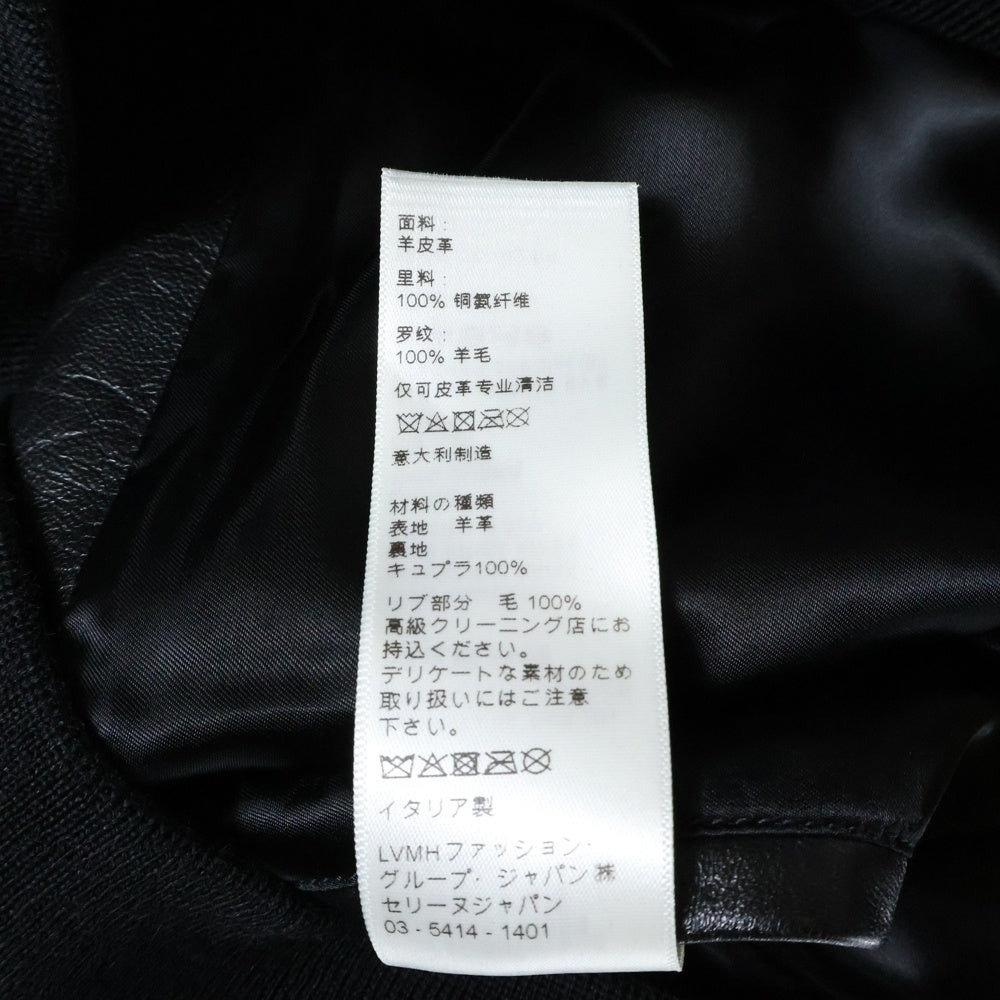 面料：
羊皮革
里料：
100% 铜氨纤维
罗纹：
100% 羊毛
仅可皮革专业清洁
意大利制造
材料の種類
表地 羊革
裏地
キュプラ100%
リブ部分 毛 100%
高級クリーニング店にお
持込ください。
デリケートな素材のため
取り扱いにはご注意
下さい。
イタリア製
LVMHファッション・
グループ・ジャパン㈱
セリーヌジャパン
03 - 5414 - 1401